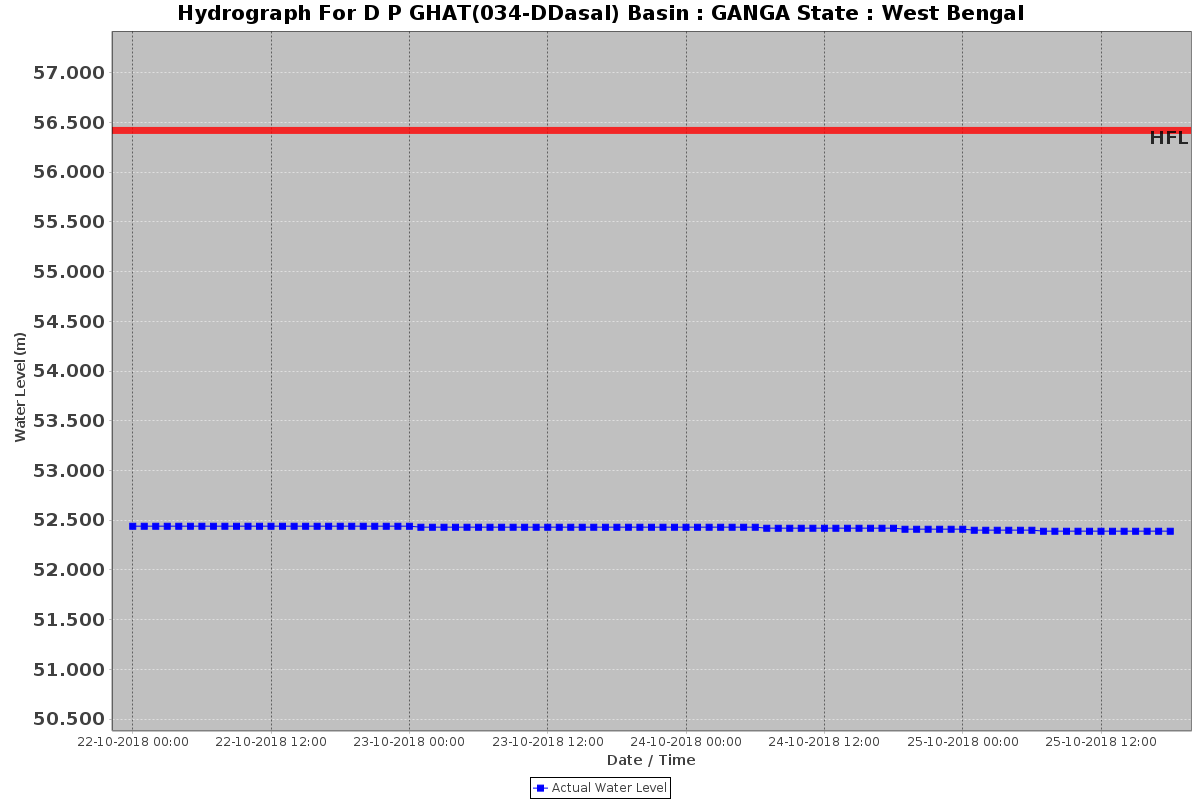 Hydrograph For D P GHAT(034-DDasal) Basin : GANGA State : West Bengal
57.000
56.500
HFL
56.000
55.500
55.000
54.500
54.000
53.500
53.000
52.500
52.000
51.500
51.000
50.500
Water Level (m)
22-10-2018 00:00 22-10-2018 12:00 23-10-2018 00:00 23-10-2018 12:00 24-10-2018 00:00 24-10-2018 12:00 25-10-2018 00:00 25-10-2018 12:00
Date / Time
Actual Water Level